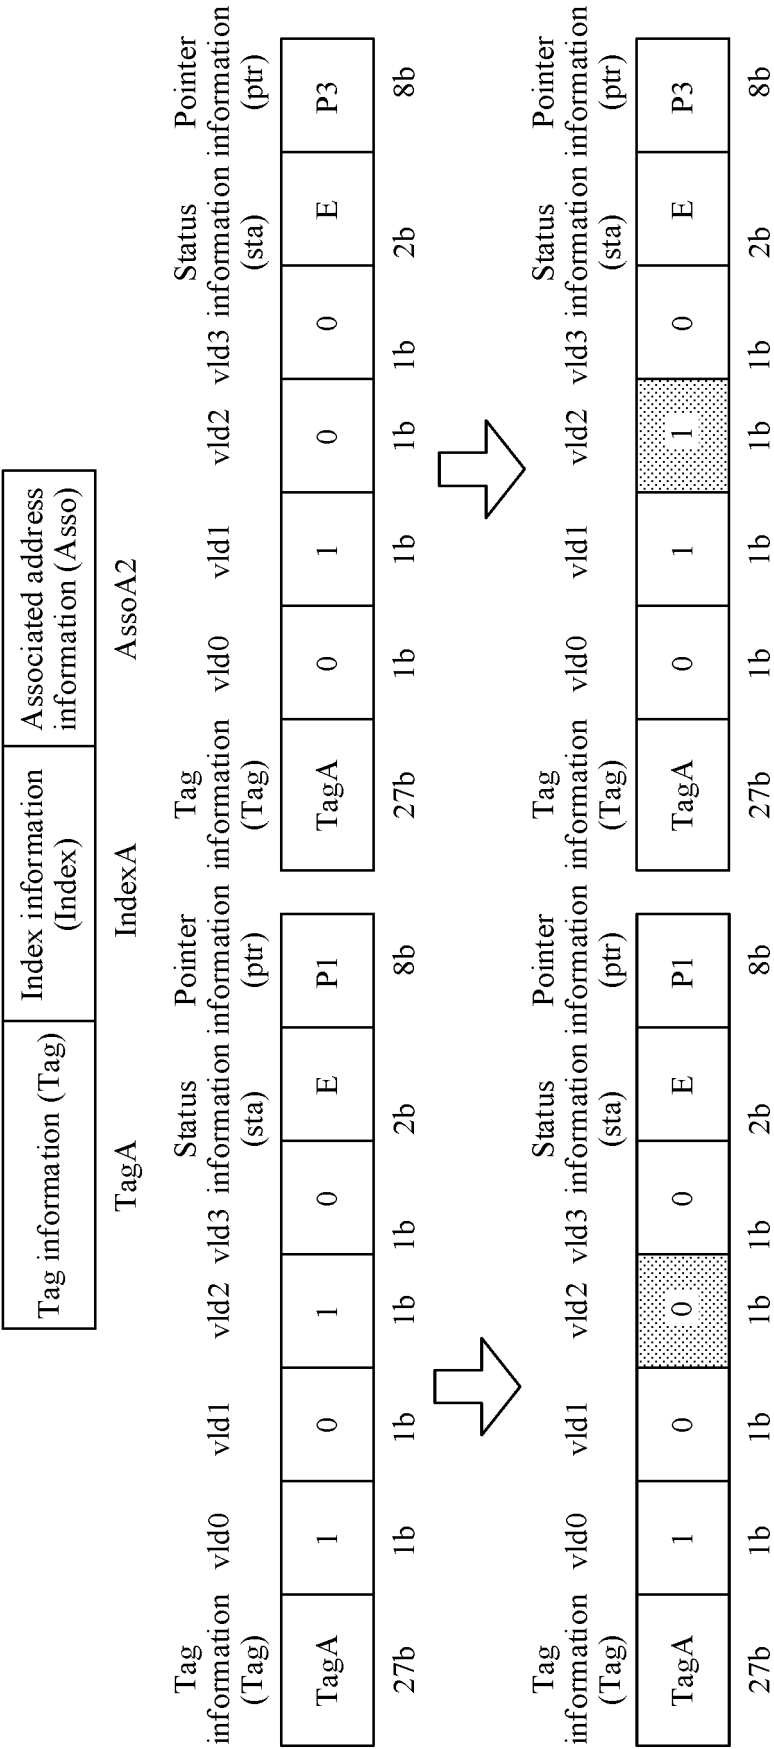 Tag information (Tag)
Index information
(Index)
Associated address
information (Asso)
TagA
IndexA
AssoA2
Tag
information
(Tag)
vld0
vld1
vld2
vld3
Status
information
(sta)
Pointer
information
(ptr)
TagA
1
0
1
0
E
P1
27b
1b
1b
1b
1b
2b
8b
Tag
information
(Tag)
vld0
vld1
vld2
vld3
Status
information
(sta)
Pointer
information
(ptr)
TagA
0
1
0
0
E
P3
27b
1b
1b
1b
1b
2b
8b
Tag
information
(Tag)
vld0
vld1
vld2
vld3
Status
information
(sta)
Pointer
information
(ptr)
TagA
1
0
0
0
E
P1
27b
1b
1b
1b
1b
2b
8b
Tag
information
(Tag)
vld0
vld1
vld2
vld3
Status
information
(sta)
Pointer
information
(ptr)
TagA
0
1
1
0
E
P3
27b
1b
1b
1b
1b
2b
8b